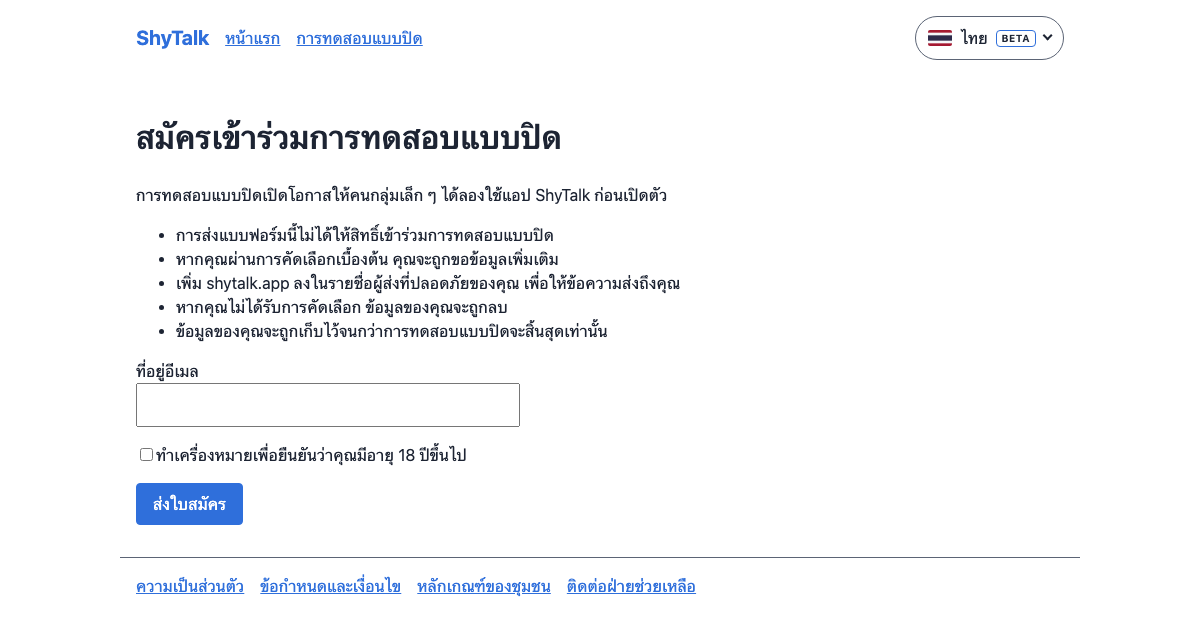 ShyTalk หน้าแรก การทดสอบแบบปิด ไทย BETA
สมัครเข้าร่วมการทดสอบแบบปิด
การทดสอบแบบปิดเปิดโอกาสให้คนกลุ่มเล็ก ๆ ได้ลองใช้แอป ShyTalk ก่อนเปิดตัว
การส่งแบบฟอร์มนี้ไม่ได้ให้สิทธิ์เข้าร่วมการทดสอบแบบปิด
หากคุณผ่านการคัดเลือกเบื้องต้น คุณจะถูกขอข้อมูลเพิ่มเติม
เพิ่ม shytalk.app ลงในรายชื่อผู้ส่งที่ปลอดภัยของคุณ เพื่อให้ข้อความส่งถึงคุณ
หากคุณไม่ได้รับการคัดเลือก ข้อมูลของคุณจะถูกลบ
ข้อมูลของคุณจะถูกเก็บไว้จนกว่าการทดสอบแบบปิดจะสิ้นสุดเท่านั้น
ที่อยู่อีเมล
ทำเครื่องหมายเพื่อยืนยันว่าคุณมีอายุ 18 ปีขึ้นไป
ส่งใบสมัคร
ความเป็นส่วนตัว ข้อกำหนดและเงื่อนไข หลักเกณฑ์ของชุมชน ติดต่อฝ่ายช่วยเหลือ